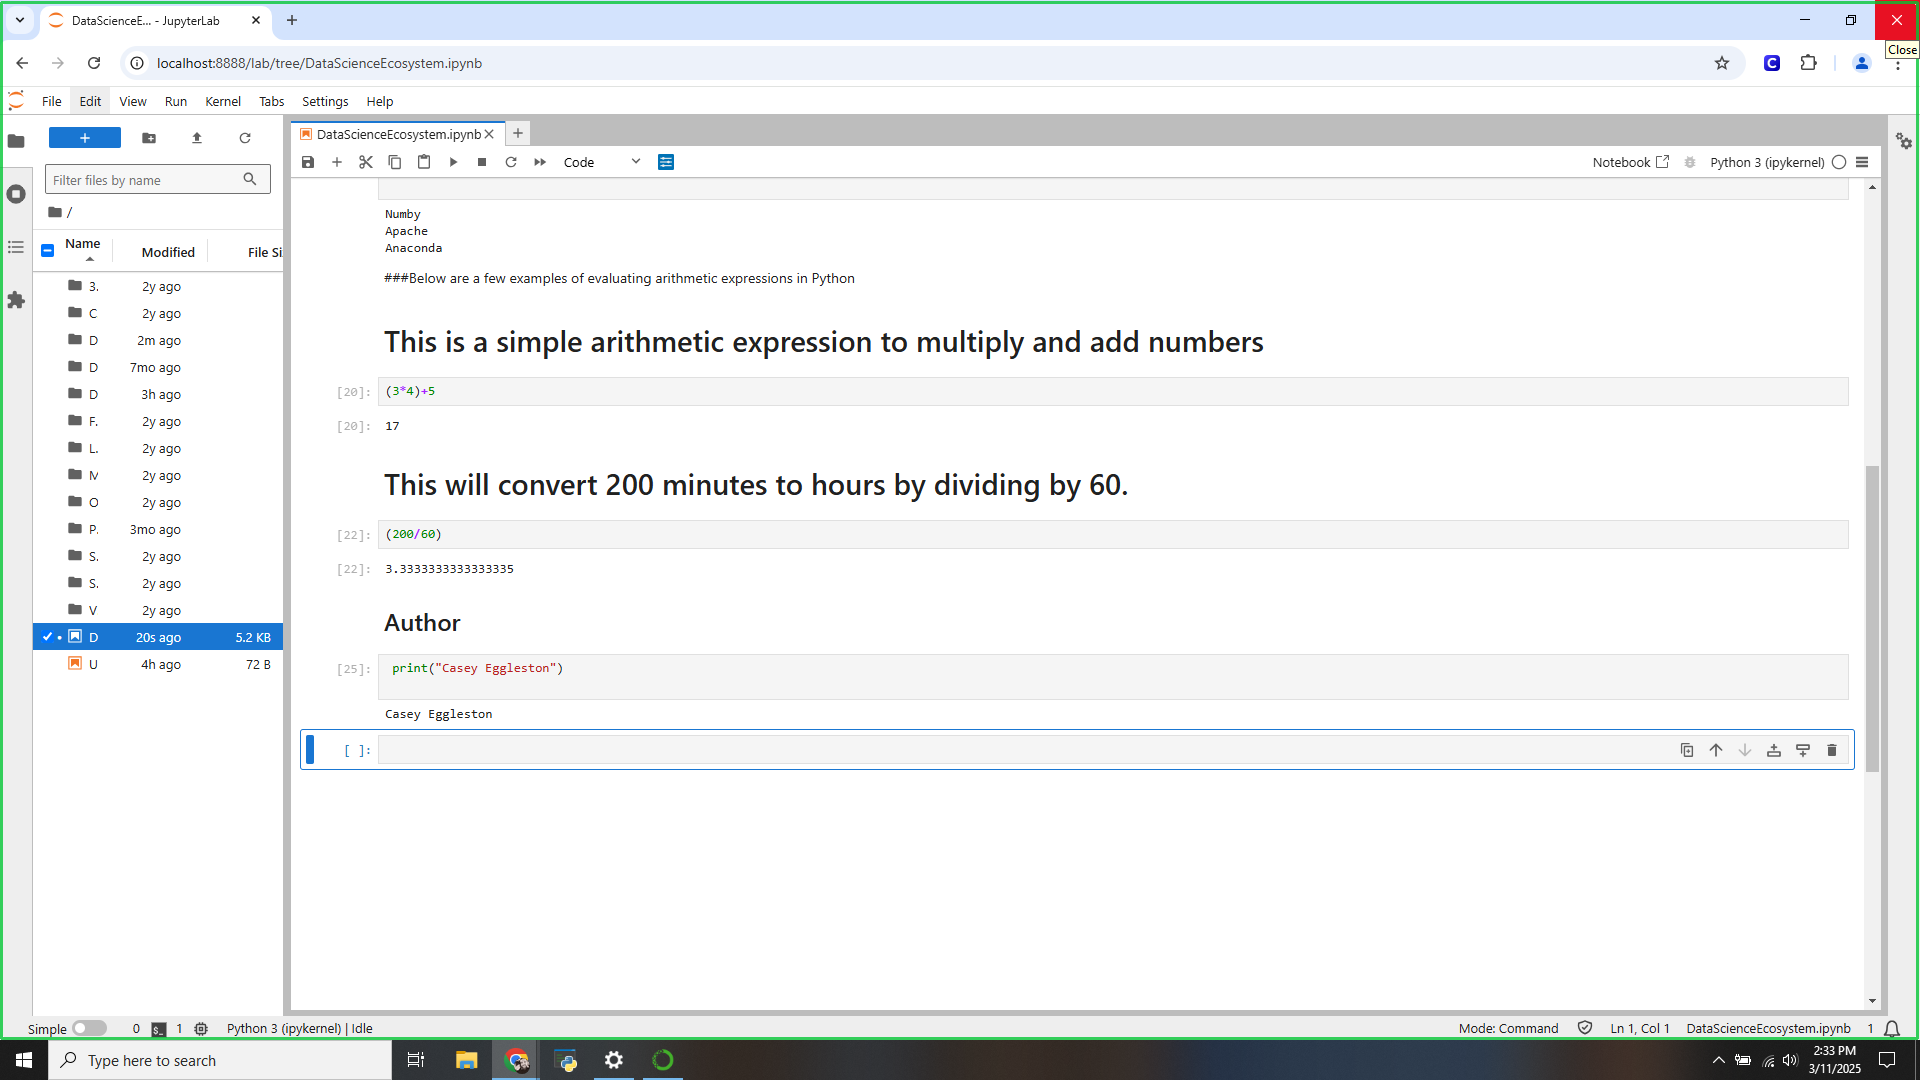 DataScienceE... - JupyterLab
Close
localhost:8888/lab/tree/DataScienceEcosystem.ipynb
File Edit View Run Kernel Tabs Settings Help
DataScienceEcosystem.ipynb
Code
Notebook
Python 3 (ipykernel)
Filter files by name
/
Name Modified File Si
3. 2y ago
C 2y ago
D 2m ago
D 7mo ago
D 3h ago
F. 2y ago
L. 2y ago
M 2y ago
O 2y ago
P. 3mo ago
S. 2y ago
S. 2y ago
V 2y ago
D 20s ago 5.2 KB
U 4h ago 72 B
Numby
Apache
Anaconda
###Below are a few examples of evaluating arithmetic expressions in Python
This is a simple arithmetic expression to multiply and add numbers
[20]: (3*4)+5
[20]: 17
This will convert 200 minutes to hours by dividing by 60.
[22]: (200/60)
[22]: 3.3333333333333335
Author
[25]: print("Casey Eggleston")
Casey Eggleston
[ ]:
Simple 0 $_ 1 Python 3 (ipykernel) | Idle
Mode: Command Ln 1, Col 1 DataScienceEcosystem.ipynb 1
Type here to search
2:33 PM
3/11/2025